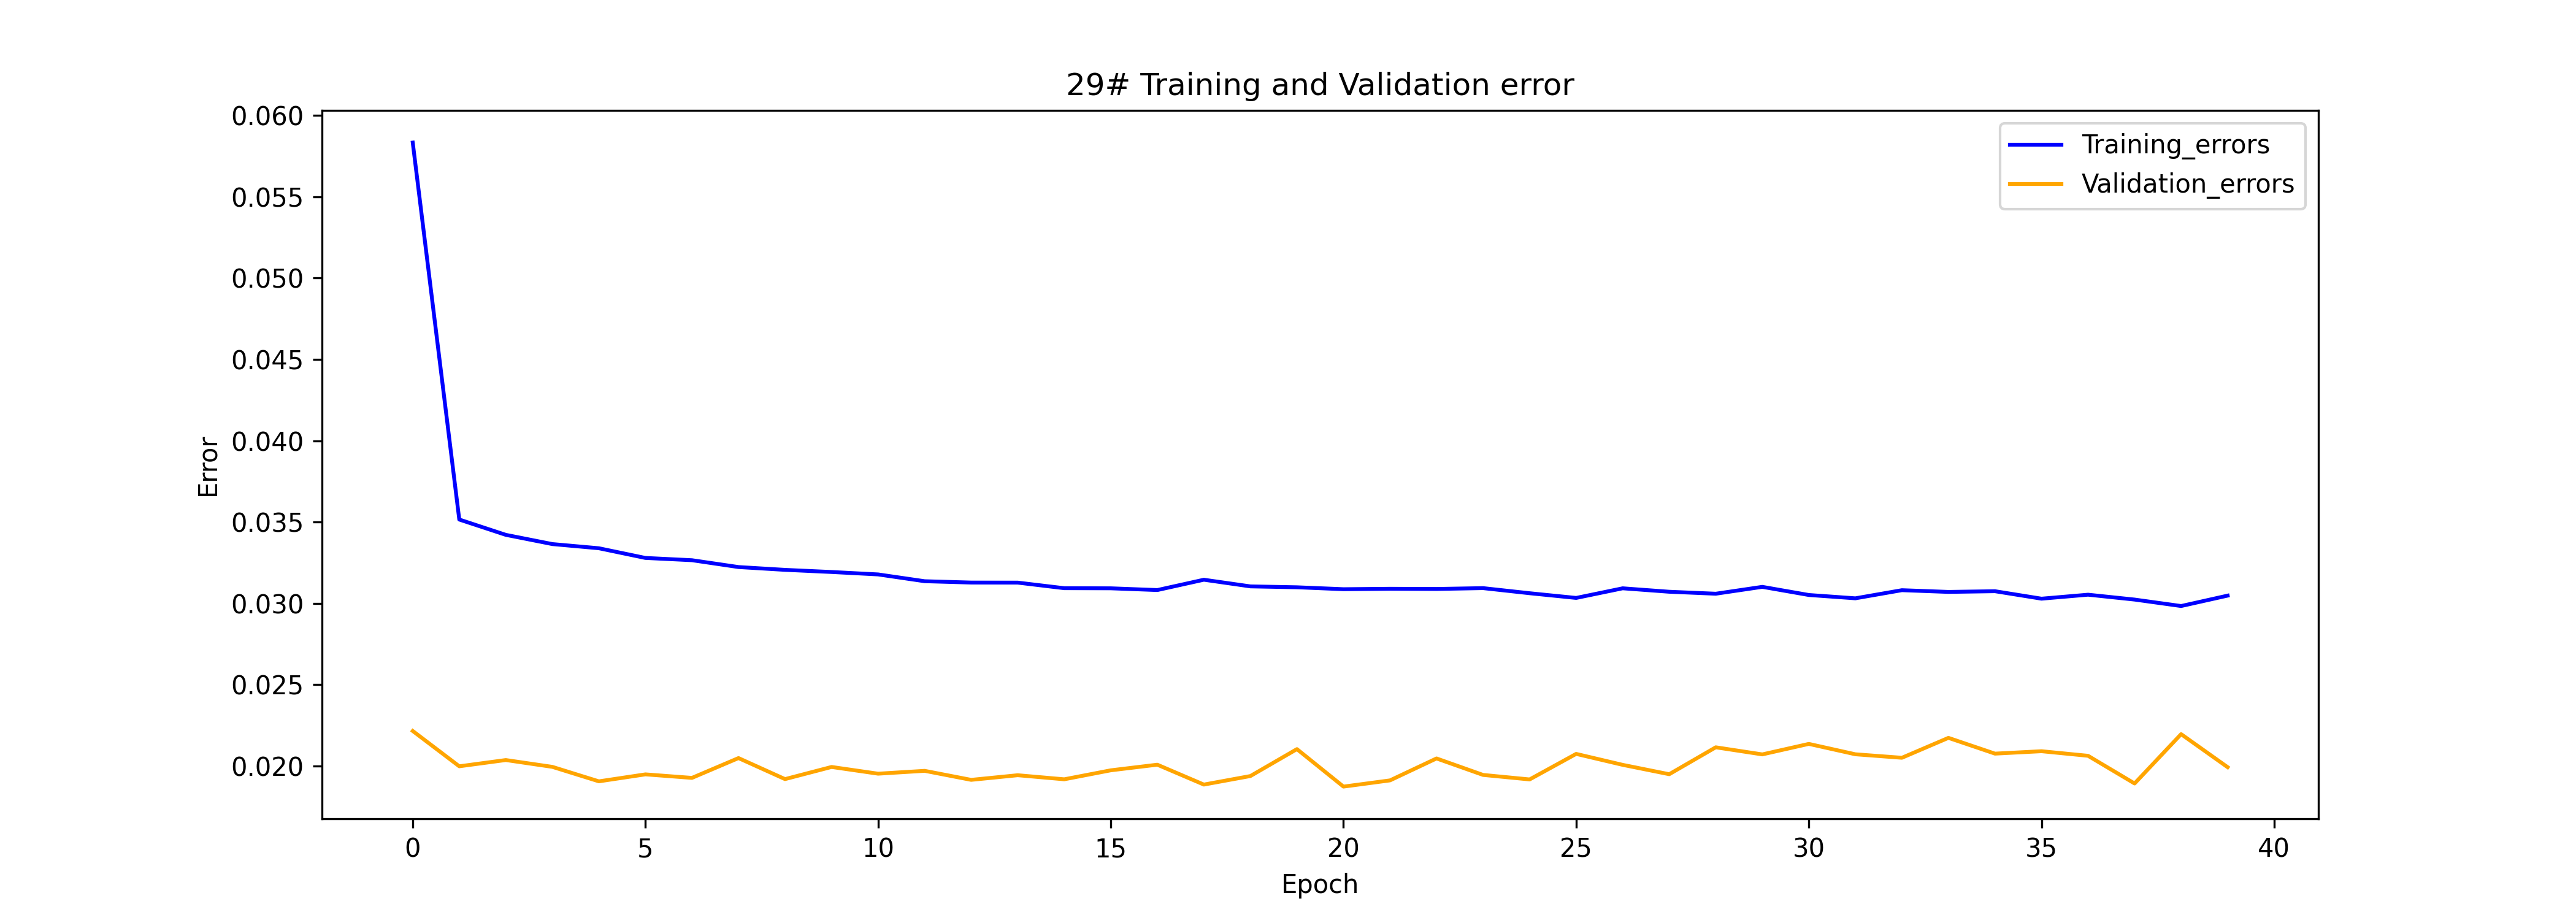 29# Training and Validation error
Training_errors
Validation_errors
0.060
0.055
0.050
0.045
0.040
0.035
0.030
0.025
0.020
Error
0 5 10 15 20 25 30 35 40
Epoch